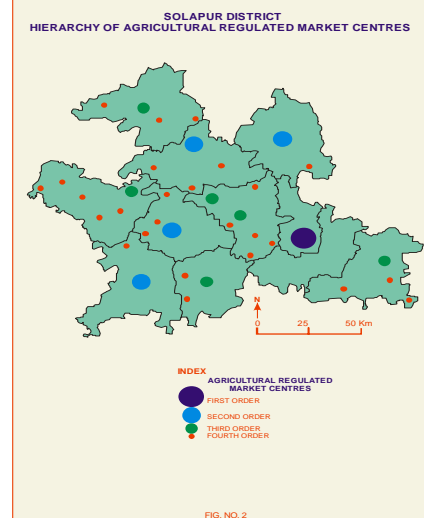 SOLAPUR DISTRICT
HIERARCHY OF AGRICULTURAL REGULATED MARKET CENTRES
N
0 25 50 Km
INDEX
AGRICULTURAL REGULATED
MARKET CENTRES
FIRST ORDER
SECOND ORDER
THIRD ORDER
FOURTH ORDER
FIG. NO. 2